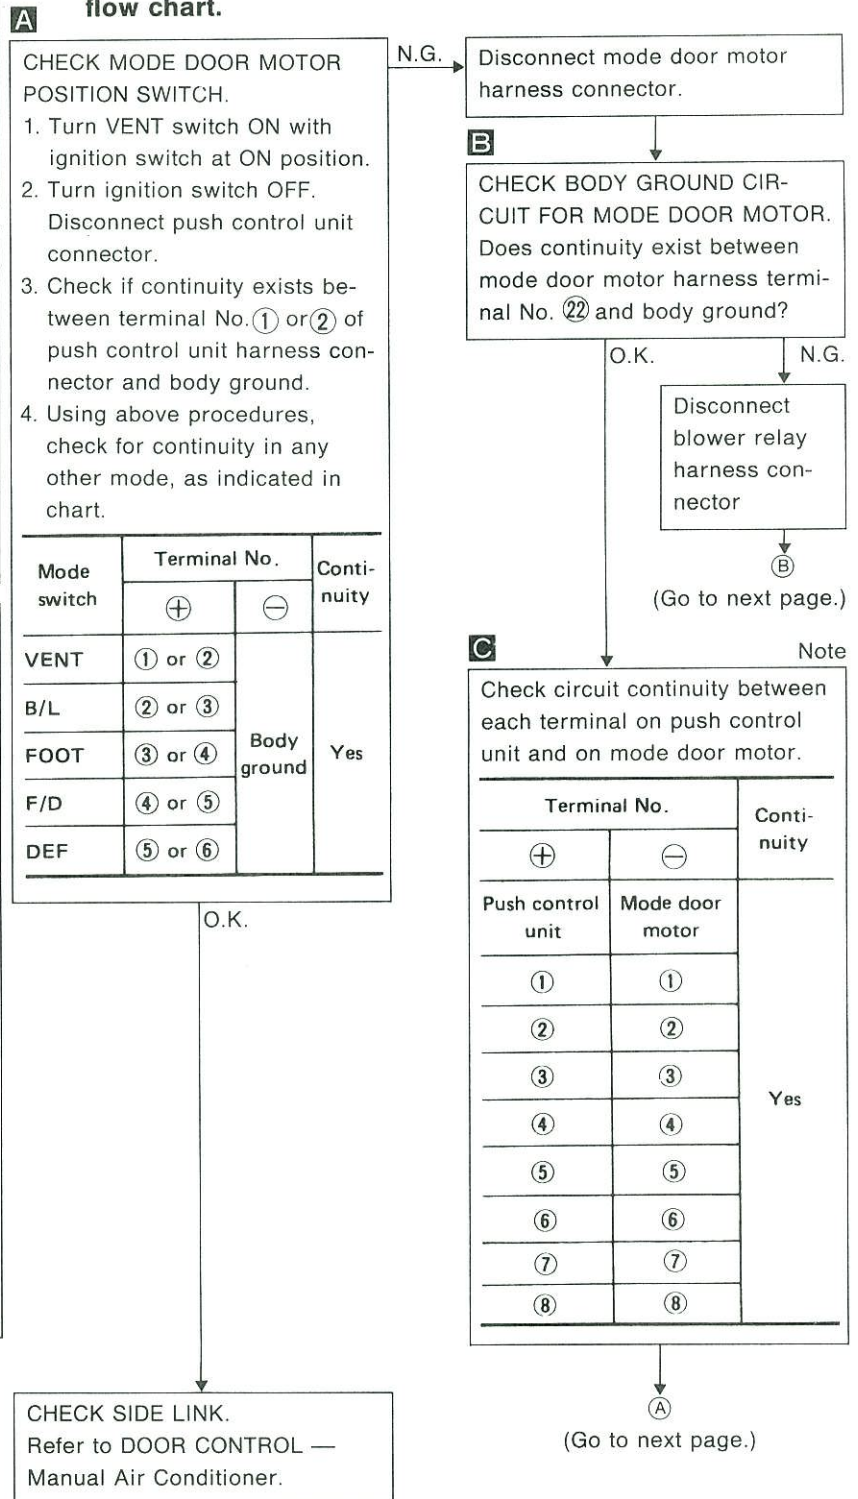 flow chart.
A
CHECK MODE DOOR MOTOR
POSITION SWITCH.
1. Turn VENT switch ON with
ignition switch at ON position.
2. Turn ignition switch OFF.
Disconnect push control unit
connector.
3. Check if continuity exists be-
tween terminal No. ① or ② of
push control unit harness con-
nector and body ground.
4. Using above procedures,
check for continuity in any
other mode, as indicated in
chart.
Mode
switch
Terminal No.
Conti-
nuity
⊕ ⊖
VENT ① or ②
B/L ② or ③
FOOT ③ or ④
F/D ④ or ⑤
DEF ⑤ or ⑥
Body
ground
Yes
O.K.
CHECK SIDE LINK.
Refer to DOOR CONTROL —
Manual Air Conditioner.
N.G.
Disconnect mode door motor
harness connector.
B
CHECK BODY GROUND CIR-
CUIT FOR MODE DOOR MOTOR.
Does continuity exist between
mode door motor harness termi-
nal No. ㉒ and body ground?
O.K.
N.G.
Disconnect
blower relay
harness con-
nector
Ⓑ
(Go to next page.)
C
Note
Check circuit continuity between
each terminal on push control
unit and on mode door motor.
Terminal No.
Conti-
nuity
⊕ ⊖
Push control
unit
Mode door
motor
① ①
② ②
③ ③
④ ④
⑤ ⑤
⑥ ⑥
⑦ ⑦
⑧ ⑧
Yes
Ⓐ
(Go to next page.)